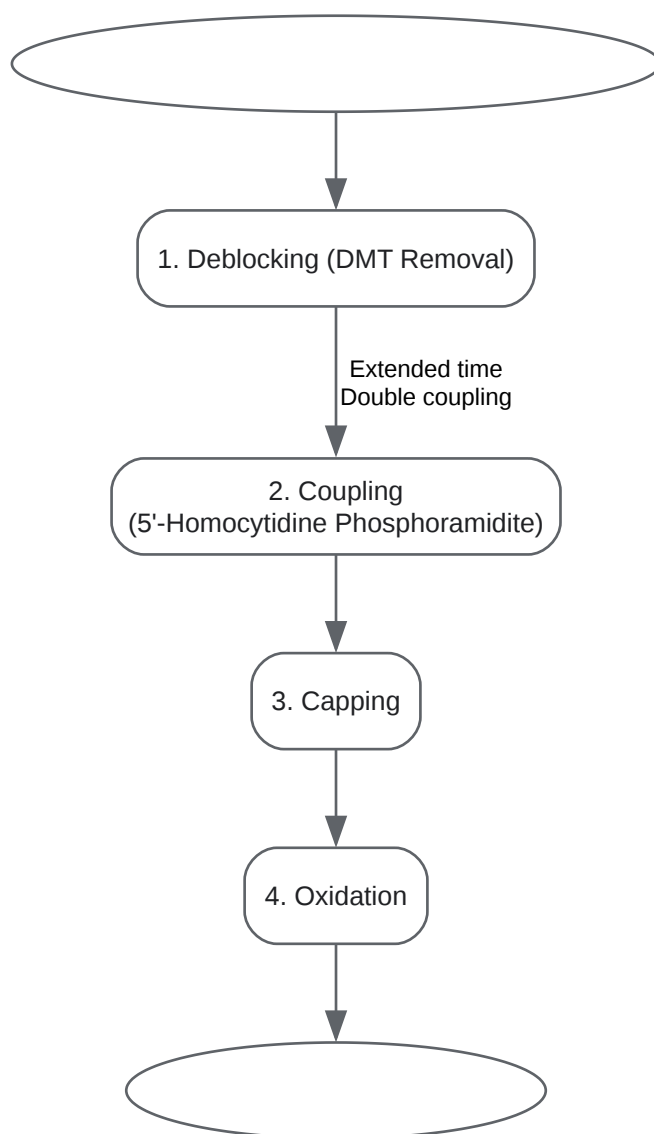 1. Deblocking (DMT Removal)
Extended time
Double coupling
2. Coupling
(5'-Homocytidine Phosphoramidite)
3. Capping
4. Oxidation